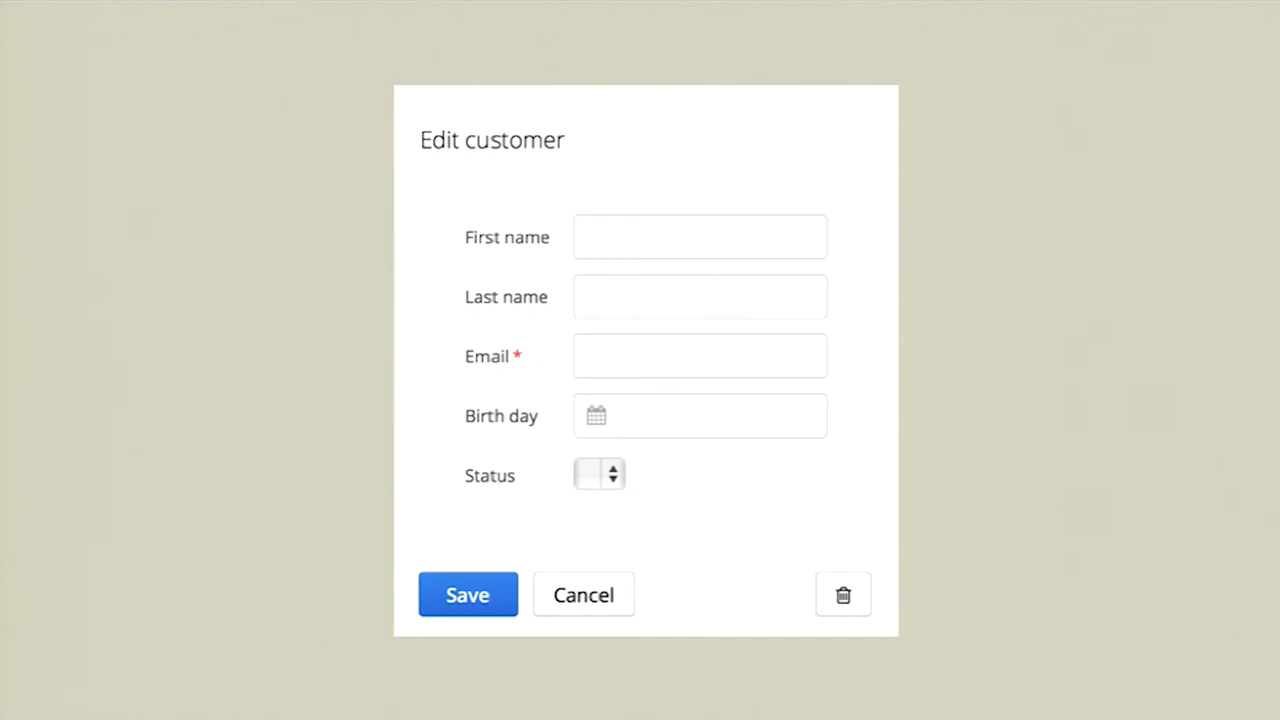 Edit customer
First name
Last name
Email *
Birth day
Status
Save Cancel